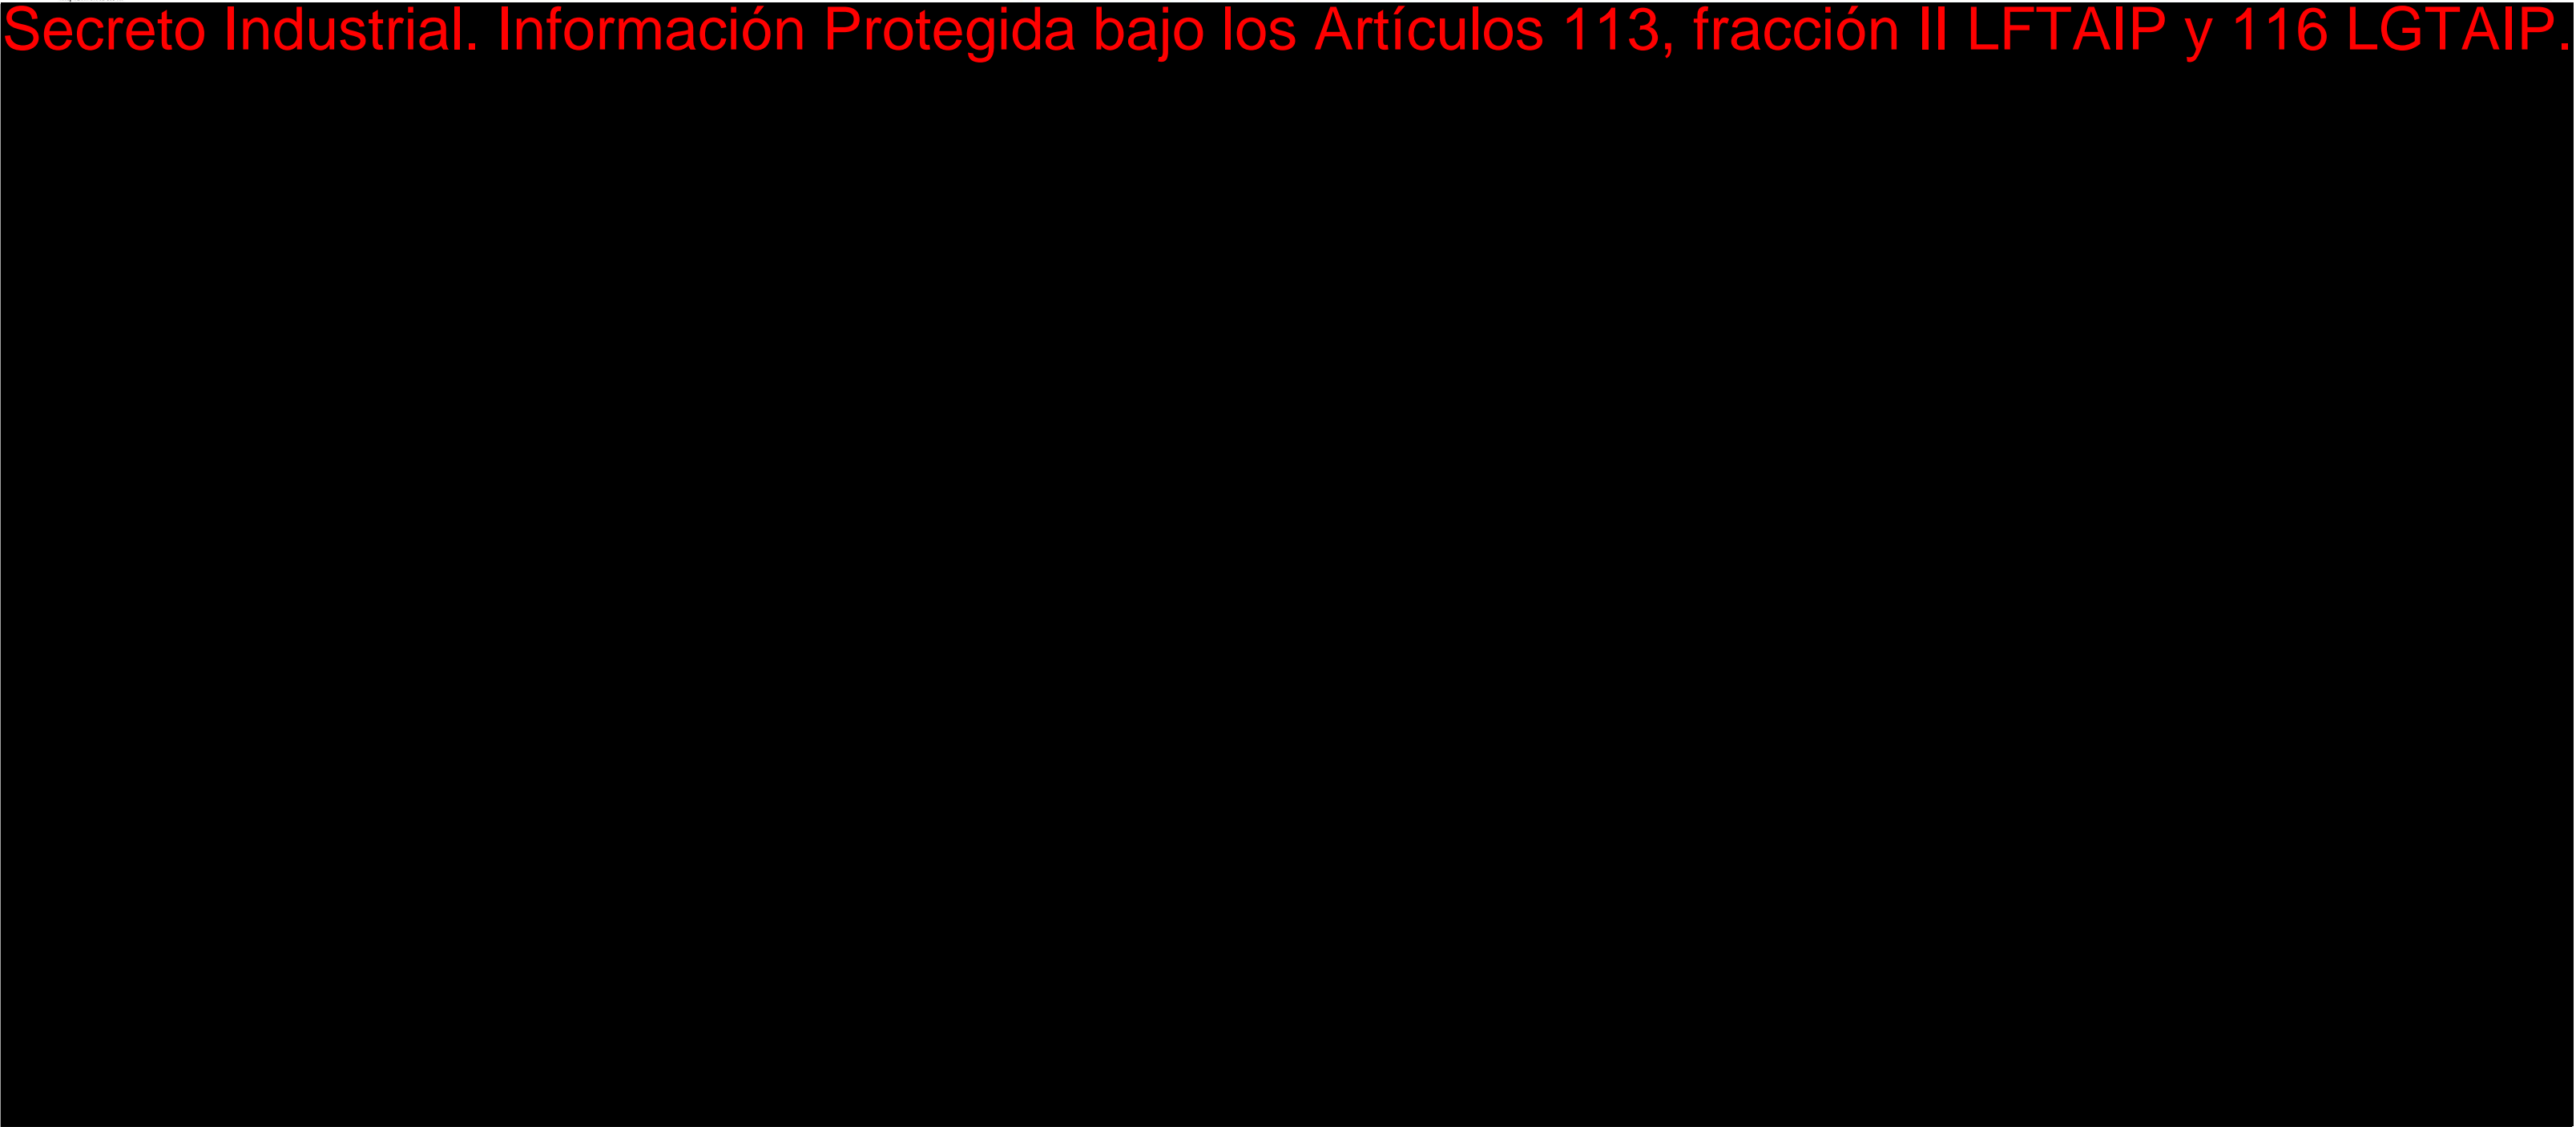 Secreto Industrial. Información Protegida bajo los Artículos 113, fracción II LFTAIP y 116 LGTAIP.